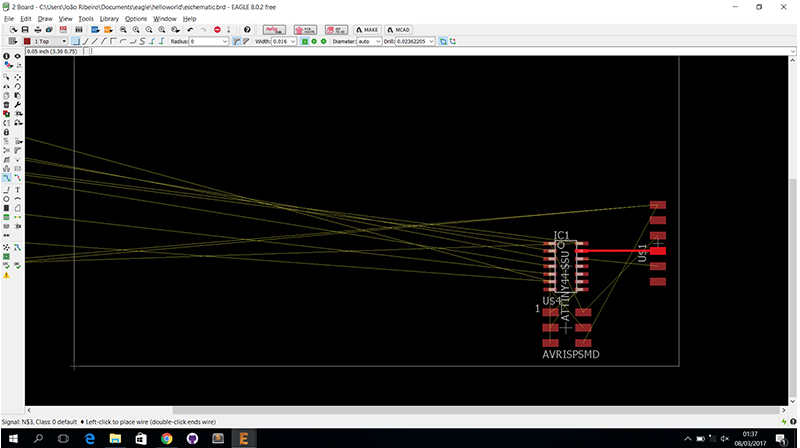 2 Board - C:\Users\João Ribeiro\Documents\eagle\helloworld\eschematic.brd - EAGLE 8.0.2 free
File Edit Draw View Tools Library Options Window Help
MAKE MCAD
1 Top Radius: 0 Width: 0.016 Diameter: auto Drill: 0.02362205
0.05 inch (3.30 0.75)
IC1
ATTINY44-SSU
US1
US4
1
AVRISPSMD
Signal: N$3, Class: 0 default Left-click to place wire (double-click ends wire)
01:37
08/03/2017